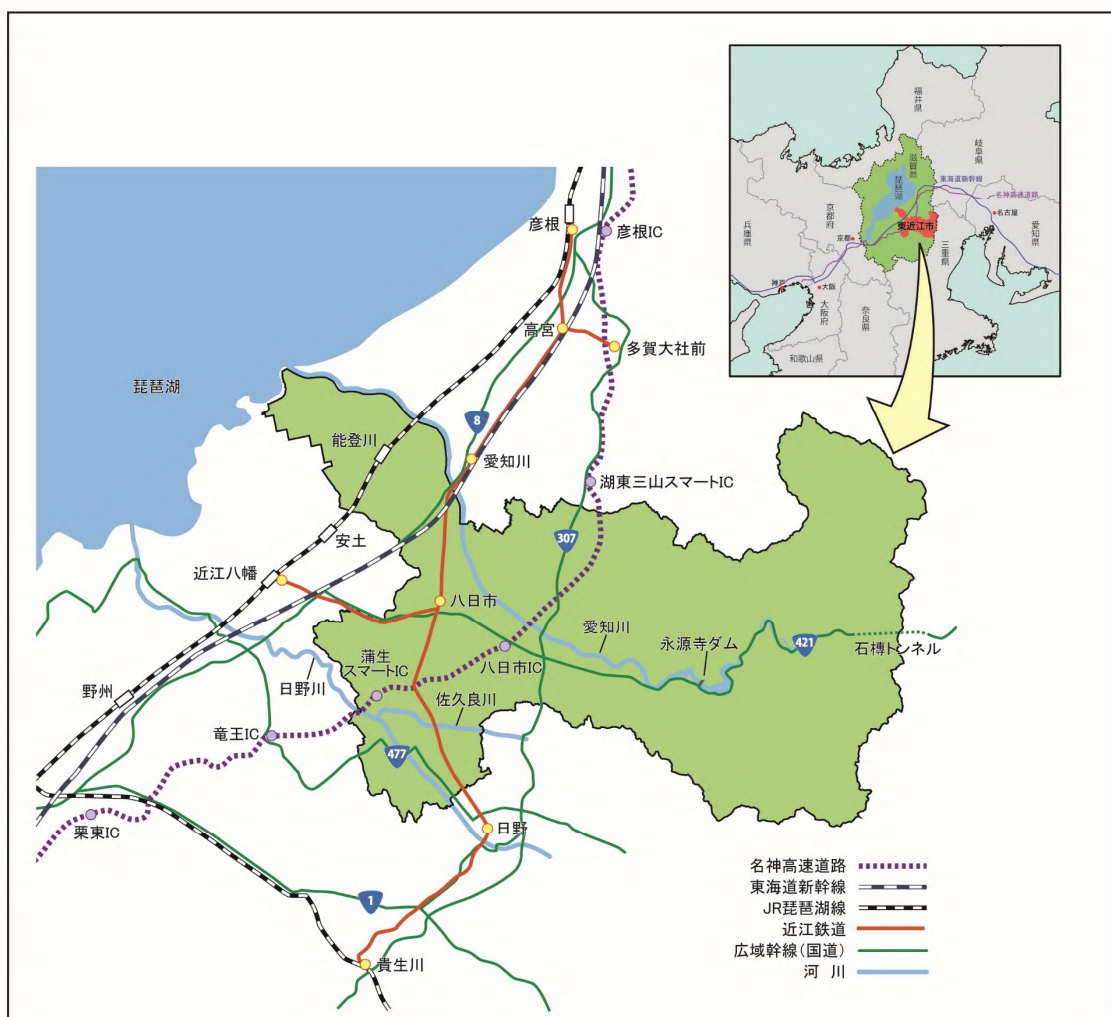 福井県
岐阜県
滋賀県
琵琶湖
東海道新幹線
名神高速道路
京都府
名古屋
兵庫県
京都
東近江市
愛知県
三重県
神戸
大阪
大阪府
奈良県
和歌山県
彦根
彦根IC
高宮
多賀大社前
琵琶湖
能登川
8
愛知川
湖東三山スマートIC
安土
307
近江八幡
八日市
愛知川
永源寺ダム
421
石榑トンネル
八日市IC
蒲生
スマートIC
日野川
佐久良川
野州
竜王IC
477
栗東IC
日野
1
貴生川
名神高速道路
東海道新幹線
JR琵琶湖線
近江鉄道
広域幹線(国道)
河 川